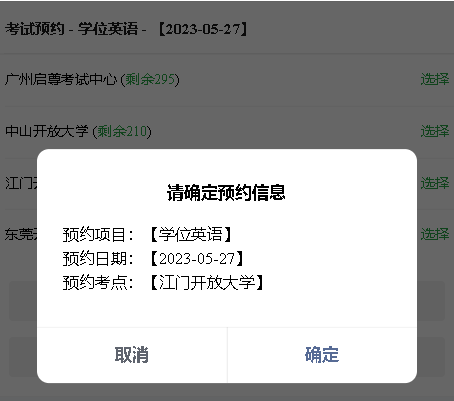 考试预约 - 学位英语 - 【2023-05-27】
广州启尊考试中心 (剩余295)
选择
中山开放大学 (剩余210)
选择
江门开
选择
东莞开
选择
请确定预约信息
预约项目：【学位英语】
预约日期：【2023-05-27】
预约考点：【江门开放大学】
取消
确定